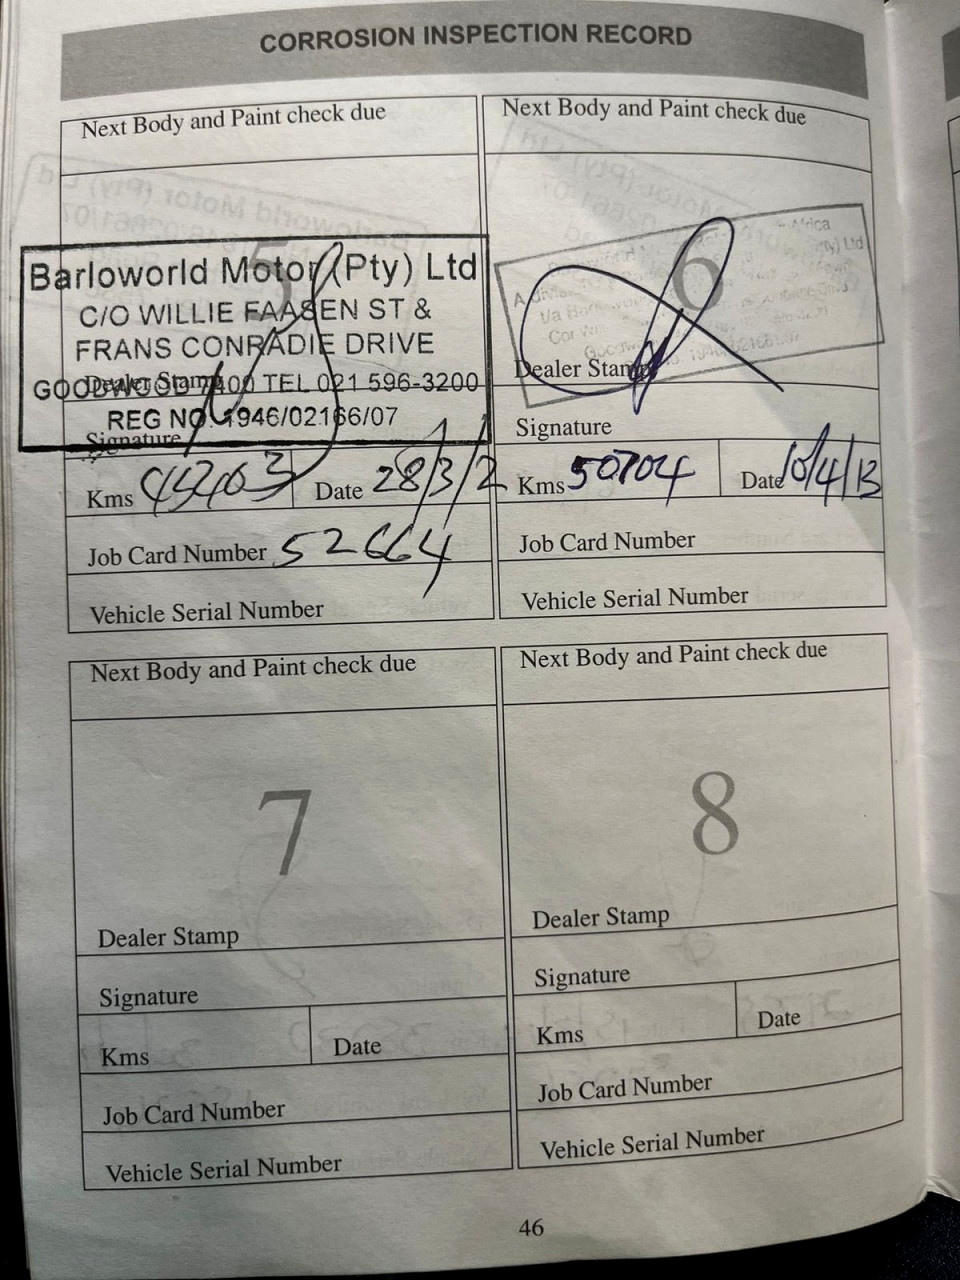 CORROSION INSPECTION RECORD
Next Body and Paint check due
5
Barloworld Motor (Pty) Ltd
C/O WILLIE FAASEN ST &
FRANS CONRADIE DRIVE
GOODWOOD 7400 TEL 021 596-3200
REG NO. 1946/02166/07
Dealer Stamp
Signature
Kms Date 28/3/12
Job Card Number 52664
Vehicle Serial Number
Next Body and Paint check due
6
Dealer Stamp
Signature
Kms 50704 Date 10/4/13
Job Card Number
Vehicle Serial Number
Next Body and Paint check due
7
Dealer Stamp
Signature
Kms Date
Job Card Number
Vehicle Serial Number
Next Body and Paint check due
8
Dealer Stamp
Signature
Kms Date
Job Card Number
Vehicle Serial Number
46